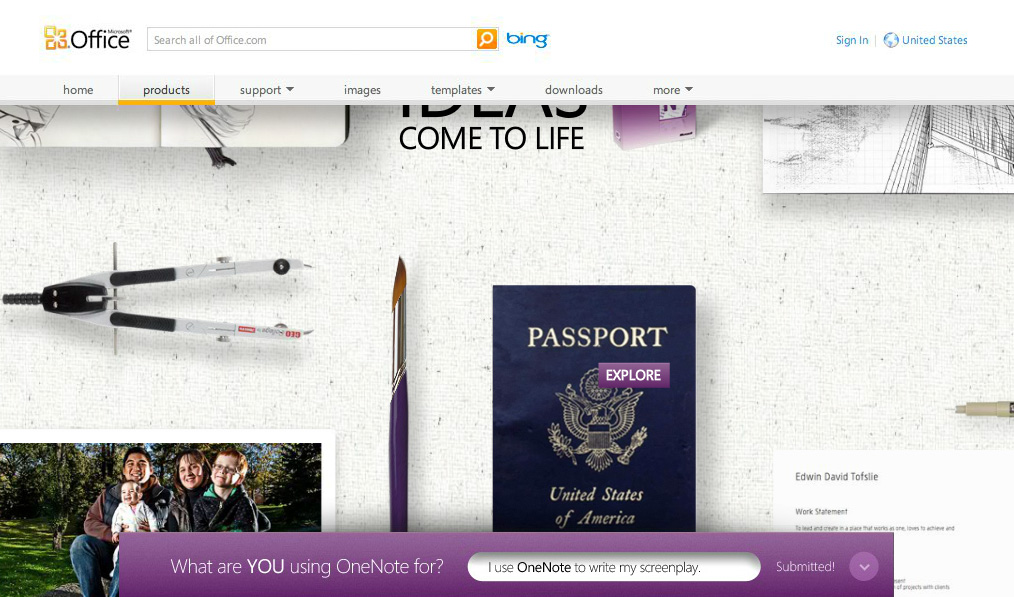 Microsoft®
Office
Search all of Office.com
bing
Sign In
United States
home
products
support
images
templates
downloads
more
IDEAS
COME TO LIFE
N
Microsoft
PASSPORT
EXPLORE
United States
of America
Edwin David Tofslie
Work Statement
To lead and create in a place that works as one, loves to achieve and
of projects with clients
What are YOU using OneNote for?
I use OneNote to write my screenplay.
Submitted!